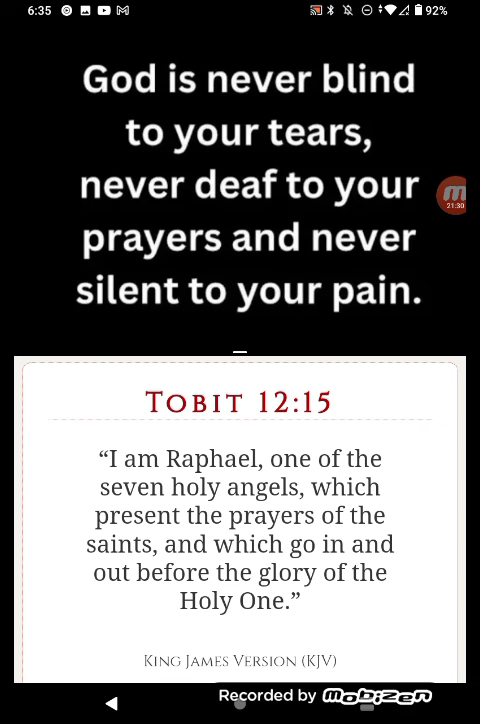 6:35
92%
God is never blind
to your tears,
never deaf to your
prayers and never
silent to your pain.
21:30
TOBIT 12:15
“I am Raphael, one of the
seven holy angels, which
present the prayers of the
saints, and which go in and
out before the glory of the
Holy One.”
KING JAMES VERSION (KJV)
Recorded by Mobizen